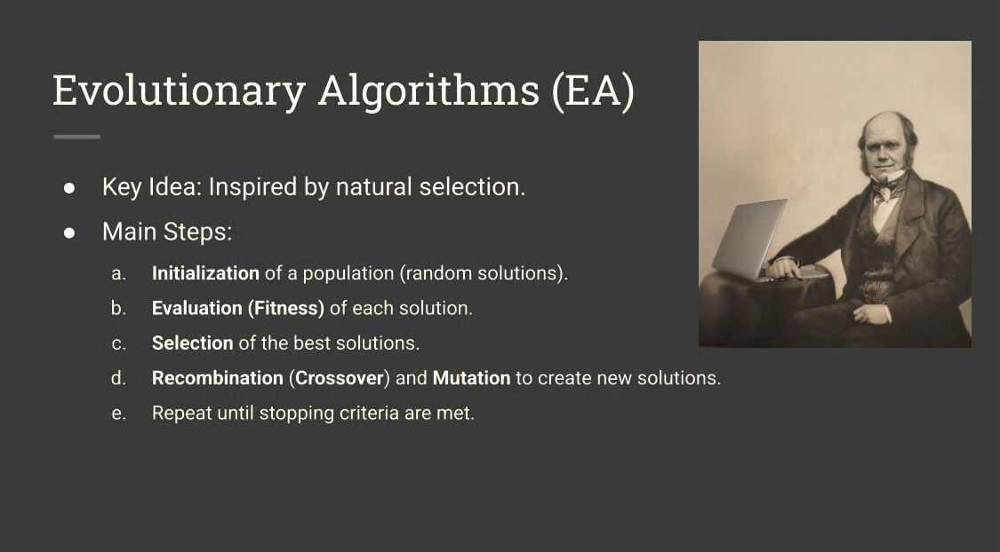 Evolutionary Algorithms (EA)
● Key Idea: Inspired by natural selection.
● Main Steps:
a. Initialization of a population (random solutions).
b. Evaluation (Fitness) of each solution.
c. Selection of the best solutions.
d. Recombination (Crossover) and Mutation to create new solutions.
e. Repeat until stopping criteria are met.